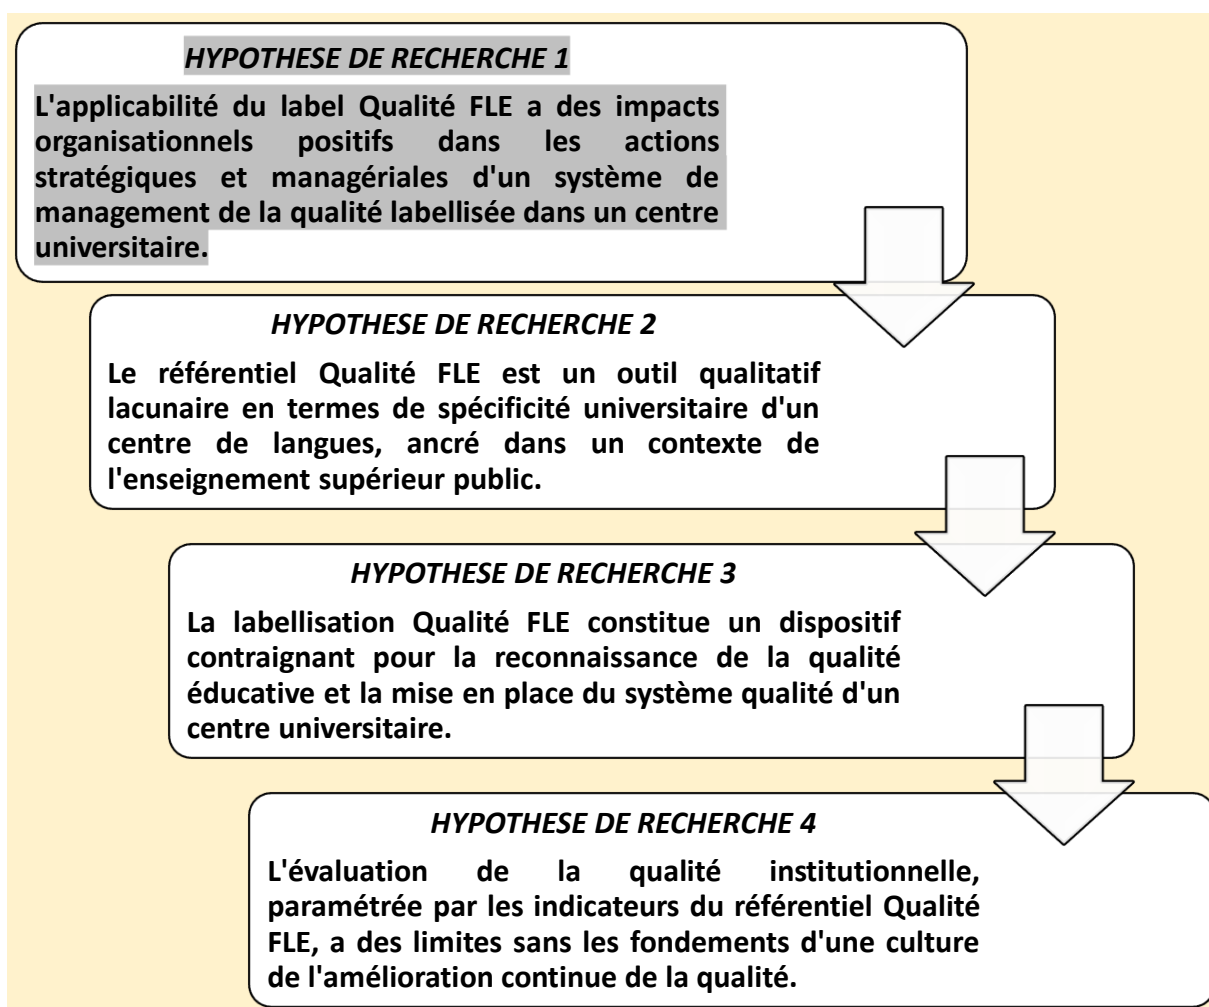 HYPOTHESE DE RECHERCHE 1
L'applicabilité du label Qualité FLE a des impacts
organisationnels positifs dans les actions
stratégiques et managériales d'un système de
management de la qualité labellisée dans un centre
universitaire.
HYPOTHESE DE RECHERCHE 2
Le référentiel Qualité FLE est un outil qualitatif
lacunaire en termes de spécificité universitaire d'un
centre de langues, ancré dans un contexte de
l'enseignement supérieur public.
HYPOTHESE DE RECHERCHE 3
La labellisation Qualité FLE constitue un dispositif
contraignant pour la reconnaissance de la qualité
éducative et la mise en place du système qualité d'un
centre universitaire.
HYPOTHESE DE RECHERCHE 4
L'évaluation de la qualité institutionnelle,
paramétrée par les indicateurs du référentiel Qualité
FLE, a des limites sans les fondements d'une culture
de l'amélioration continue de la qualité.